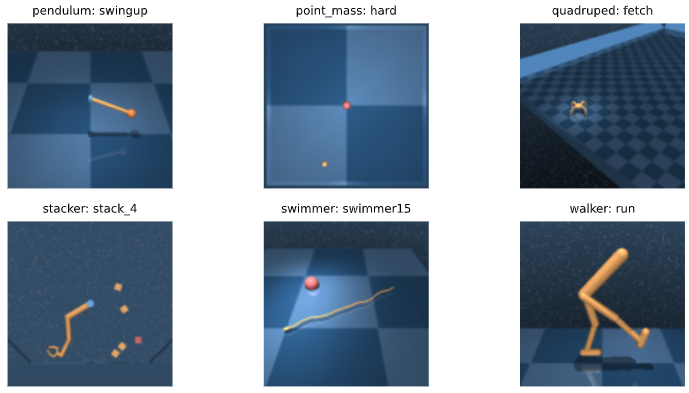 pendulum: swingup
point_mass: hard
quadruped: fetch
stacker: stack_4
swimmer: swimmer15
walker: run